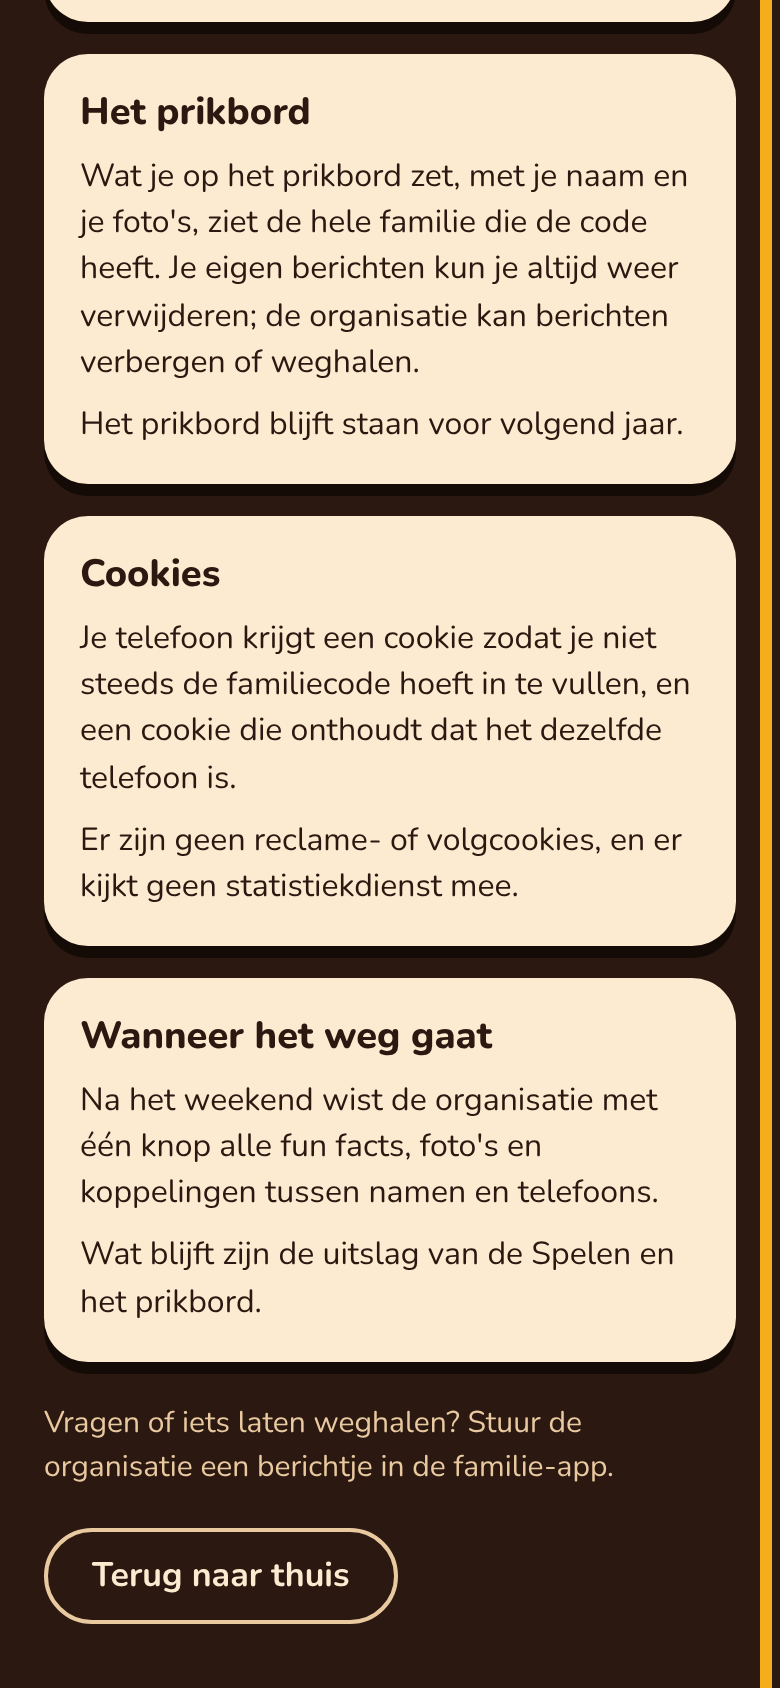 Het prikbord
Wat je op het prikbord zet, met je naam en
je foto's, ziet de hele familie die de code
heeft. Je eigen berichten kun je altijd weer
verwijderen; de organisatie kan berichten
verbergen of weghalen.
Het prikbord blijft staan voor volgend jaar.
Cookies
Je telefoon krijgt een cookie zodat je niet
steeds de familiecode hoeft in te vullen, en
een cookie die onthoudt dat het dezelfde
telefoon is.
Er zijn geen reclame- of volgcookies, en er
kijkt geen statistiekdienst mee.
Wanneer het weg gaat
Na het weekend wist de organisatie met
één knop alle fun facts, foto's en
koppelingen tussen namen en telefoons.
Wat blijft zijn de uitslag van de Spelen en
het prikbord.
Vragen of iets laten weghalen? Stuur de
organisatie een berichtje in de familie-app.
Terug naar thuis